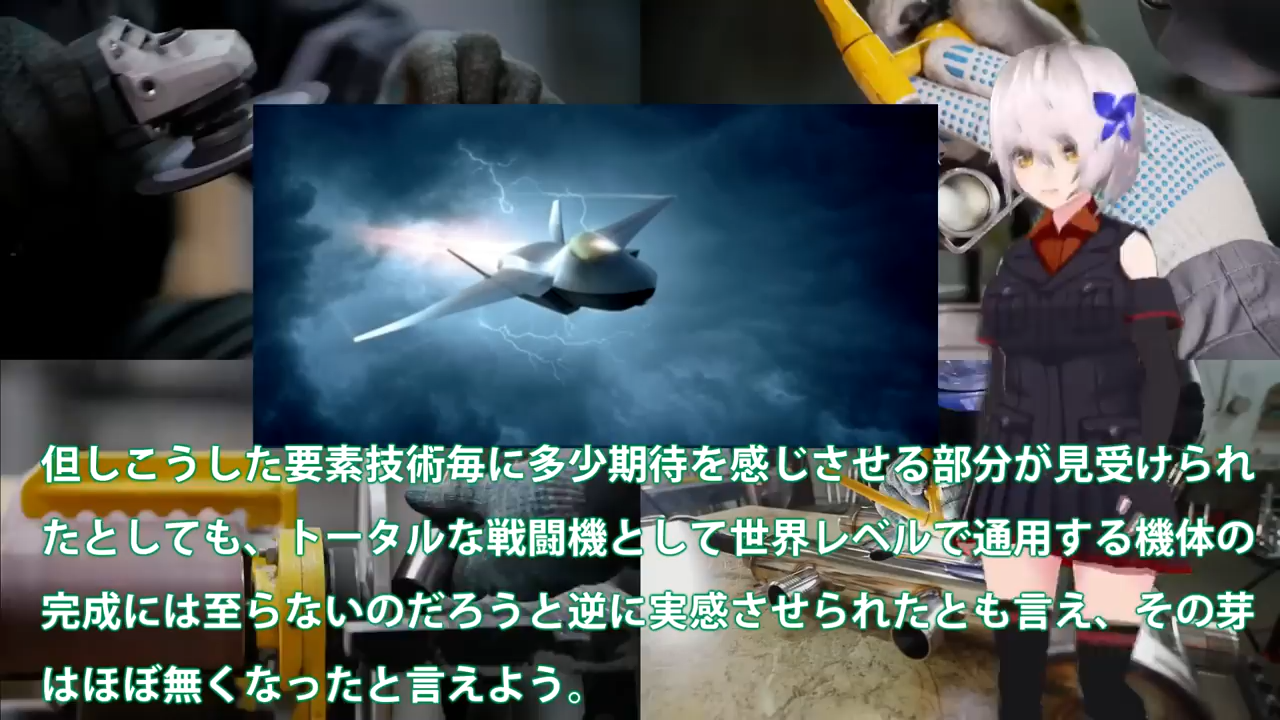 但しこうした要素技術毎に多少期待を感じさせる部分が見受けられ
たとしても、トータルな戦闘機として世界レベルで通用する機体の
完成には至らないのだろうと逆に実感させられたとも言え、その芽
はほぼ無くなったと言えよう。